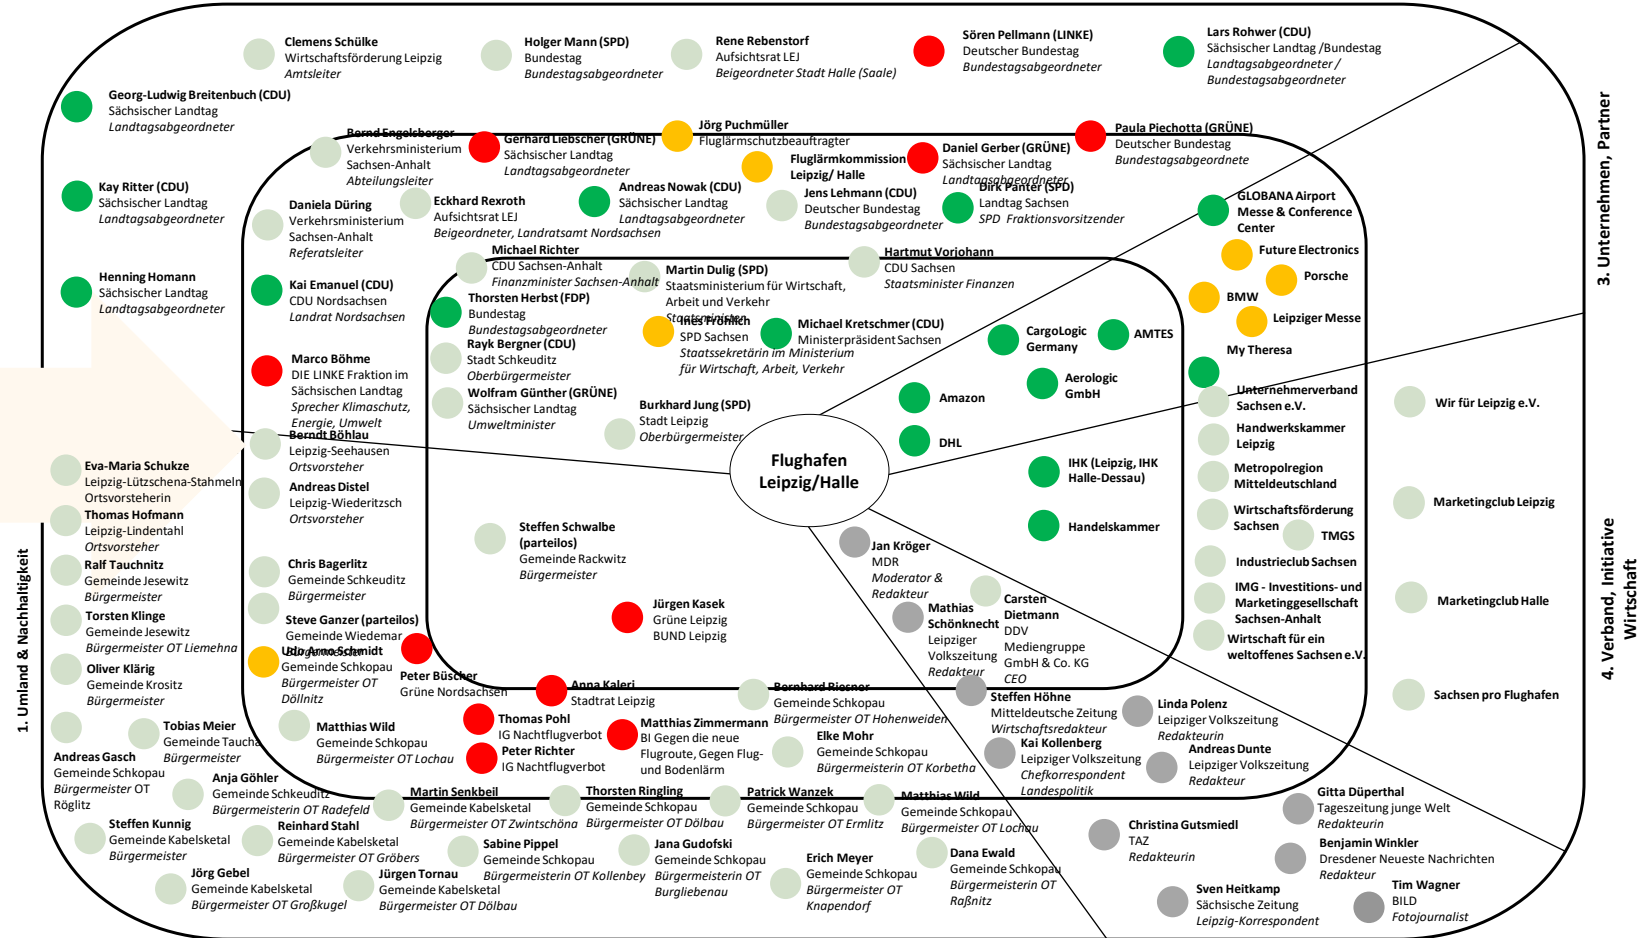 Clemens Schülke
Wirtschaftsförderung Leipzig
Amtsleiter
Holger Mann (SPD)
Bundestag
Bundestagsabgeordneter
Rene Rebenstorf
Aufsichtsrat LEJ
Beigeordneter Stadt Halle (Saale)
Sören Pellmann (LINKE)
Deutscher Bundestag
Bundestagsabgeordneter
Lars Rohwer (CDU)
Sächsischer Landtag /Bundestag
Landtagsabgeordneter /
Bundestagsabgeordneter
Georg-Ludwig Breitenbuch (CDU)
Sächsischer Landtag
Landtagsabgeordneter
Kay Ritter (CDU)
Sächsischer Landtag
Landtagsabgeordneter
Henning Homann
Sächsischer Landtag
Landtagsabgeordneter
Bernd Engelsberger
Verkehrsministerium
Sachsen-Anhalt
Abteilungsleiter
Gerhard Liebscher (GRÜNE)
Sächsischer Landtag
Landtagsabgeordneter
Jörg Puchmüller
Fluglärmschutzbeauftragter
Fluglärmkommission
Leipzig/ Halle
Daniel Gerber (GRÜNE)
Sächsischer Landtag
Landtagsabgeordneter
Paula Piechotta (GRÜNE)
Deutscher Bundestag
Bundestagsabgeordnete
Daniela Düring
Verkehrsministerium
Sachsen-Anhalt
Referatsleiter
Eckhard Rexroth
Aufsichtsrat LEJ
Beigeordneter, Landratsamt Nordsachsen
Andreas Nowak (CDU)
Sächsischer Landtag
Landtagsabgeordneter
Jens Lehmann (CDU)
Deutscher Bundestag
Bundestagsabgeordneter
Dirk Panter (SPD)
Landtag Sachsen
SPD Fraktionsvorsitzender
Kai Emanuel (CDU)
CDU Nordsachsen
Landrat Nordsachsen
Marco Böhme
DIE LINKE Fraktion im
Sächsischen Landtag
Sprecher Klimaschutz,
Energie, Umwelt
Michael Richter
CDU Sachsen-Anhalt
Finanzminister Sachsen-Anhalt
Martin Dulig (SPD)
Staatsministerium für Wirtschaft,
Arbeit und Verkehr
Staatsminister
Hartmut Vorjohann
CDU Sachsen
Staatsminister Finanzen
Thorsten Herbst (FDP)
Bundestag
Bundestagsabgeordneter
Ines Fröhlich
SPD Sachsen
Staatssekretärin im Ministerium
für Wirtschaft, Arbeit, Verkehr
Michael Kretschmer (CDU)
Ministerpräsident Sachsen
Rayk Bergner (CDU)
Stadt Schkeuditz
Oberbürgermeister
Wolfram Günther (GRÜNE)
Sächsischer Landtag
Umweltminister
Burkhard Jung (SPD)
Stadt Leipzig
Oberbürgermeister
Flughafen
Leipzig/Halle
GLOBANA Airport
Messe & Conference
Center
Future Electronics
Porsche
BMW
Leipziger Messe
My Theresa
CargoLogic
Germany
AMTES
Aerologic
GmbH
Amazon
DHL
3. Unternehmen, Partner
IHK (Leipzig, IHK
Halle-Dessau)
Handelskammer
Unternehmerverband
Sachsen e.V.
Handwerkskammer
Leipzig
Metropolregion
Mitteldeutschland
Wirtschaftsförderung
Sachsen
TMGS
Industrieclub Sachsen
IMG - Investitions- und
Marketinggesellschaft
Sachsen-Anhalt
Wirtschaft für ein
weltoffenes Sachsen e.V.
Wir für Leipzig e.V.
Marketingclub Leipzig
Marketingclub Halle
Sachsen pro Flughafen
4. Verband, Initiative
Wirtschaft
1. Umland & Nachhaltigkeit
Berndt Böhlau
Leipzig-Seehausen
Ortsvorsteher
Andreas Distel
Leipzig-Wiederitzsch
Ortsvorsteher
Eva-Maria Schukze
Leipzig-Lützschena-Stahmeln
Ortsvorsteherin
Thomas Hofmann
Leipzig-Lindentahl
Ortsvorsteher
Ralf Tauchnitz
Gemeinde Jesewitz
Bürgermeister
Torsten Klinge
Gemeinde Jesewitz
Bürgermeister OT Liemehna
Oliver Klärig
Gemeinde Krositz
Bürgermeister
Chris Bagerlitz
Gemeinde Schkeuditz
Bürgermeister
Steve Ganzer (parteilos)
Gemeinde Wiedemar
Bürgermeister
Udo Arno Schmidt
Gemeinde Schkopau
Bürgermeister OT
Döllnitz
Steffen Schwalbe
(parteilos)
Gemeinde Rackwitz
Bürgermeister
Jürgen Kasek
Grüne Leipzig
BUND Leipzig
Peter Büscher
Grüne Nordsachsen
Anna Kaleri
Stadtrat Leipzig
Bernhard Riesner
Gemeinde Schkopau
Bürgermeister OT Hohenweiden
Thomas Pohl
IG Nachtflugverbot
Peter Richter
IG Nachtflugverbot
Matthias Zimmermann
BI Gegen die neue
Flugroute, Gegen Flug-
und Bodenlärm
Elke Mohr
Gemeinde Schkopau
Bürgermeisterin OT Korbetha
Matthias Wild
Gemeinde Schkopau
Bürgermeister OT Lochau
Tobias Meier
Gemeinde Taucha
Bürgermeister
Andreas Gasch
Gemeinde Schkopau
Bürgermeister OT
Röglitz
Anja Göhler
Gemeinde Schkeuditz
Bürgermeisterin OT Radefeld
Martin Senkbeil
Gemeinde Kabelsketal
Bürgermeister OT Zwintschöna
Thorsten Ringling
Gemeinde Schkopau
Bürgermeister OT Dölbau
Patrick Wanzek
Gemeinde Schkopau
Bürgermeister OT Ermlitz
Matthias Wild
Gemeinde Schkopau
Bürgermeister OT Lochau
Steffen Kunnig
Gemeinde Kabelsketal
Bürgermeister
Reinhard Stahl
Gemeinde Kabelsketal
Bürgermeister OT Gröbers
Sabine Pippel
Gemeinde Schkopau
Bürgermeisterin OT Kollenbey
Jana Gudofski
Gemeinde Schkopau
Bürgermeisterin OT
Burgliebenau
Erich Meyer
Gemeinde Schkopau
Bürgermeister OT
Knapendorf
Dana Ewald
Gemeinde Schkopau
Bürgermeisterin OT
Raßnitz
Jörg Gebel
Gemeinde Kabelsketal
Bürgermeister OT Großkugel
Jürgen Tornau
Gemeinde Kabelsketal
Bürgermeister OT Dölbau
Jan Kröger
MDR
Moderator &
Redakteur
Mathias
Schönknecht
Leipziger
Volkszeitung
Redakteur
Carsten
Dietmann
DDV
Mediengruppe
GmbH & Co. KG
CEO
Steffen Höhne
Mitteldeutsche Zeitung
Wirtschaftsredakteur
Kai Kollenberg
Leipziger Volkszeitung
Chefkorrespondent
Landespolitik
Linda Polenz
Leipziger Volkszeitung
Redakteurin
Andreas Dunte
Leipziger Volkszeitung
Redakteur
Christina Gutsmiedl
TAZ
Redakteurin
Gitta Düperthal
Tageszeitung junge Welt
Redakteurin
Benjamin Winkler
Dresdener Neueste Nachrichten
Redakteur
Sven Heitkamp
Sächsische Zeitung
Leipzig-Korrespondent
Tim Wagner
BILD
Fotojournalist